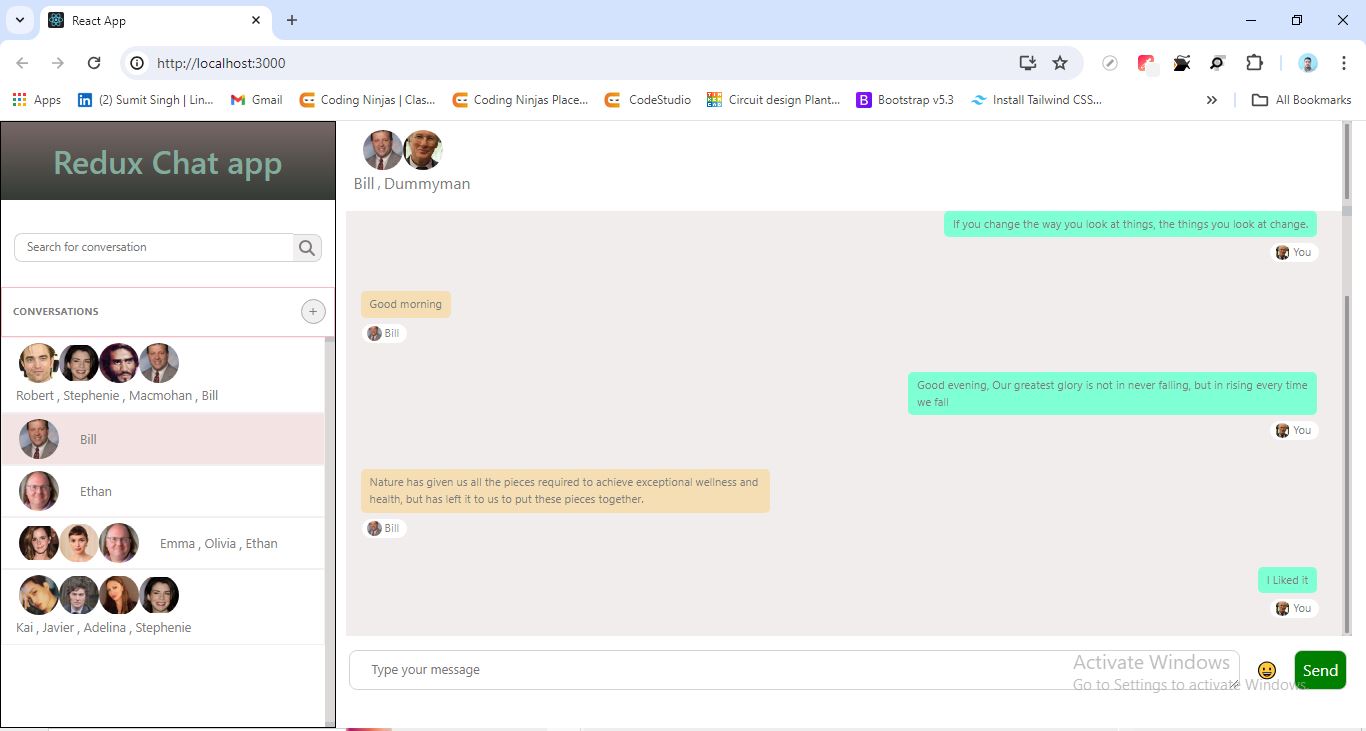 React App
http://localhost:3000
Apps
(2) Sumit Singh | Lin...
Gmail
Coding Ninjas | Clas...
Coding Ninjas Place...
CodeStudio
Circuit design Plant...
Bootstrap v5.3
Install Tailwind CSS...
All Bookmarks
Redux Chat app
Search for conversation
CONVERSATIONS
+
Robert , Stephenie , Macmohan , Bill
Bill
Ethan
Emma , Olivia , Ethan
Kai , Javier , Adelina , Stephenie
Bill , Dummyman
If you change the way you look at things, the things you look at change.
You
Good morning
Bill
Good evening, Our greatest glory is not in never falling, but in rising every time
we fall
You
Nature has given us all the pieces required to achieve exceptional wellness and
health, but has left it to us to put these pieces together.
Bill
I Liked it
You
Type your message
Send
Activate Windows
Go to Settings to activate Windows.